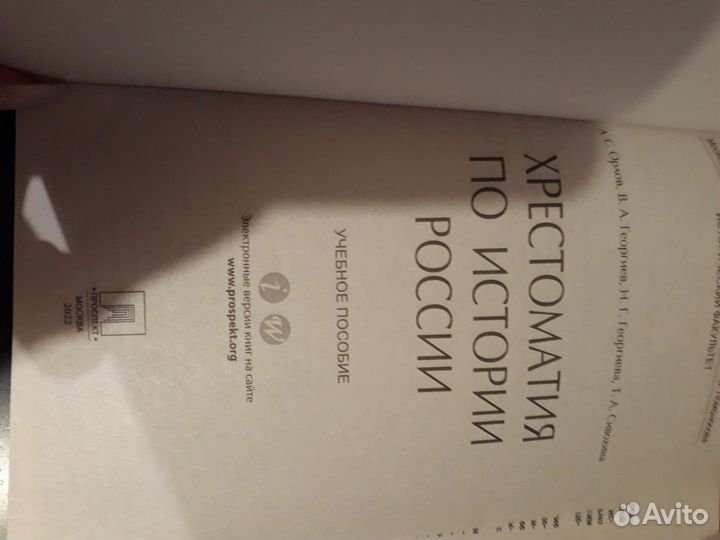 ФАКУЛЬТЕТ
А. С. Орлов, В. А. Георгиев, Н. Г. Георгиева, Т. А. Сивохина
ХРЕСТОМАТИЯ
ПО ИСТОРИИ
РОССИИ
УЧЕБНОЕ ПОСОБИЕ
i w
Электронные версии книг на сайте
www.prospekt.org
• ПРОСПЕКТ •
МОСКВА
2022
Avito